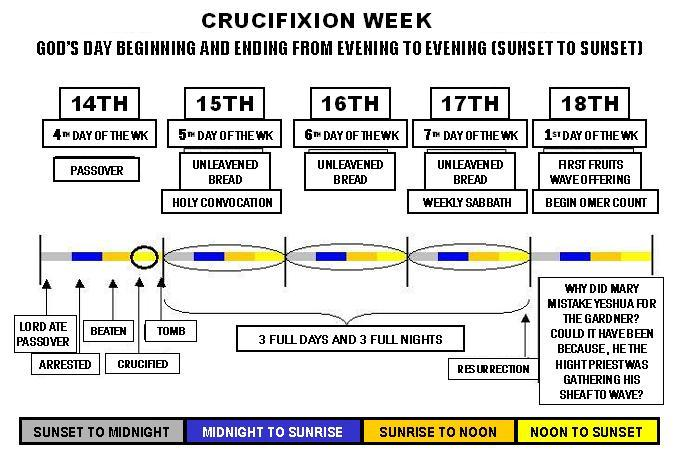 CRUCIFIXION WEEK
GOD'S DAY BEGINNING AND ENDING FROM EVENING TO EVENING (SUNSET TO SUNSET)
14TH
15TH
16TH
17TH
18TH
4TH DAY OF THE WK
5TH DAY OF THE WK
6TH DAY OF THE WK
7TH DAY OF THE WK
1ST DAY OF THE WK
PASSOVER
UNLEAVENED
BREAD
HOLY CONVOCATION
UNLEAVENED
BREAD
UNLEAVENED
BREAD
WEEKLY SABBATH
FIRST FRUITS
WAVE OFFERING
BEGIN OMER COUNT
LORD ATE
PASSOVER
ARRESTED
BEATEN
CRUCIFIED
TOMB
3 FULL DAYS AND 3 FULL NIGHTS
RESURRECTION
WHY DID MARY
MISTAKE YESHUA FOR
THE GARDNER?
COULD IT HAVE BEEN
BECAUSE, HE THE
HIGHT PRIEST WAS
GATHERING HIS
SHEAF TO WAVE?
SUNSET TO MIDNIGHT
MIDNIGHT TO SUNRISE
SUNRISE TO NOON
NOON TO SUNSET